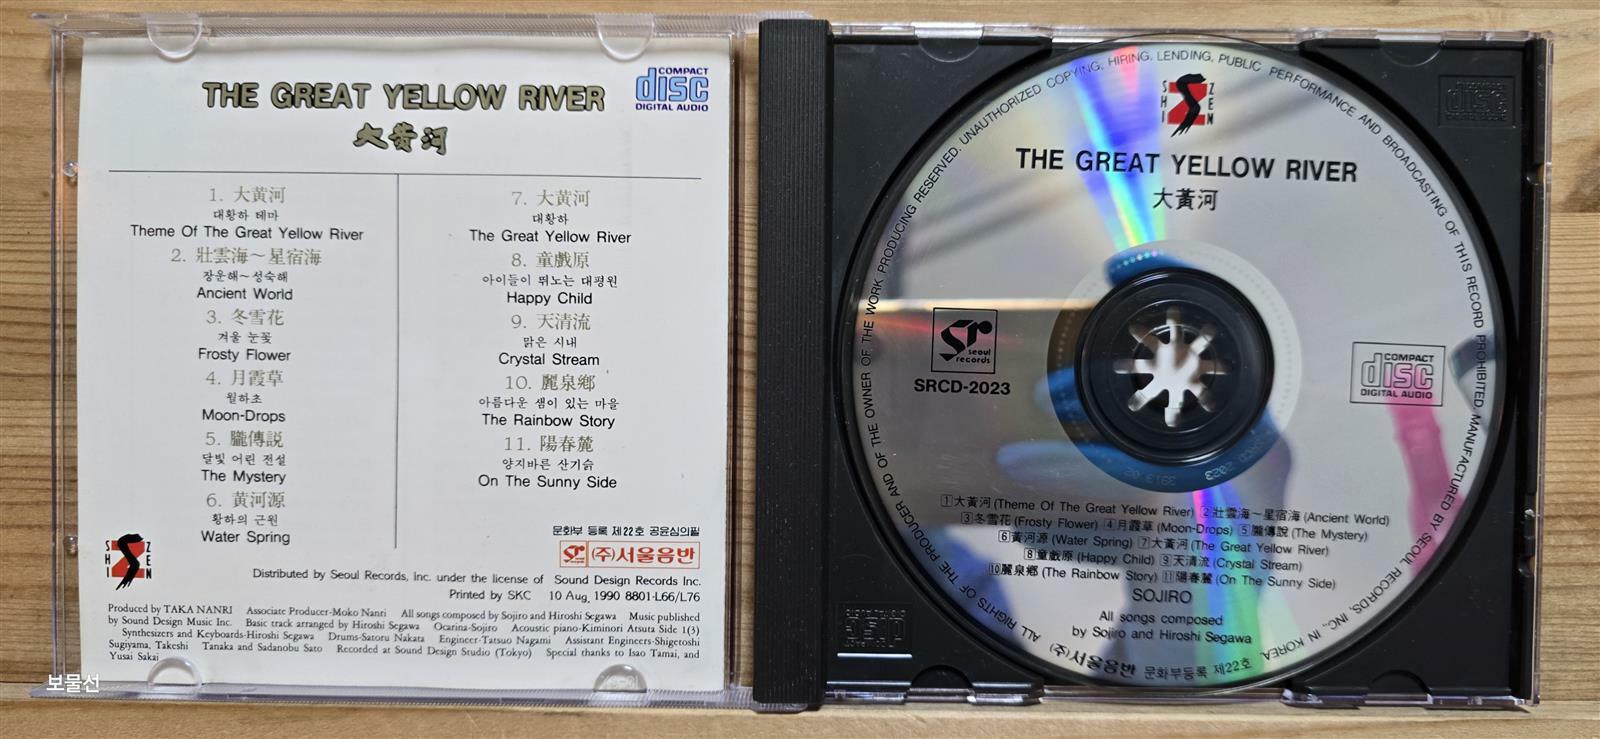 THE GREAT YELLOW RIVER
大黃河
COMPACT
disc
DIGITAL AUDIO
1. 大黃河
대황하 테마
Theme Of The Great Yellow River
2. 壯雲海～星宿海
장운해～성숙해
Ancient World
3. 冬雪花
겨울 눈꽃
Frosty Flower
4. 月霞草
월하초
Moon-Drops
5. 朧傳説
달빛 어린 전설
The Mystery
6. 黃河源
황하의 근원
Water Spring
7. 大黃河
대황하
The Great Yellow River
8. 童戲原
아이들이 뛰노는 대평원
Happy Child
9. 天清流
맑은 시내
Crystal Stream
10. 麗泉鄕
아름다운 샘이 있는 마을
The Rainbow Story
11. 陽春麓
양지바른 산기슭
On The Sunny Side
SHI ZEN
문화부 등록 제22호 공윤심의필
(주)서울음반
Distributed by Seoul Records, Inc. under the license of Sound Design Records Inc.
Printed by SKC 10 Aug. 1990 8801-L66/L76
Produced by TAKA NANRI Associate Producer-Moko Nanti All songs composed by Sojiro and Hiroshi Segawa Music published
by Sound Design Music Inc. Basic track arranged by Hiroshi Segawa Ocarina-Sojiro Acoustic piano-Kiminori Atsuta Side 1(3)
Synthesizers and Keyboards-Hiroshi Segawa Drums-Satoru Nakata Engineer-Tatsuo Nagami Assistant Engineers-Shigetoshi
Sugiyama, Takeshi Tanaka and Sadanobu Sato Recorded at Sound Design Studio (Tokyo) Special thanks to Isao Tamai, and
Yusai Sakai
보물선
ALL RIGHTS OF THE PRODUCER AND OF THE OWNER OF THE WORK PRODUCING RESERVED. UNAUTHORIZED COPYING, HIRING, LENDING, PUBLIC PERFORMANCE AND BROADCASTING OF THIS RECORD PROHIBITED. MANUFACTURED BY SEOUL RECORDS, INC., IN KOREA.
SHI ZEN
THE GREAT YELLOW RIVER
大黃河
Sr
seoul
records
SRCD-2023
COMPACT
disc
DIGITAL AUDIO
1 大黃河 (Theme Of The Great Yellow River) 2 壯雲海～星宿海 (Ancient World)
3 冬雪花 (Frosty Flower) 4 月霞草 (Moon-Drops) 5 朧傳說 (The Mystery)
6 黃河源 (Water Spring) 7 大黃河 (The Great Yellow River)
8 童戲原 (Happy Child) 9 天清流 (Crystal Stream)
10 麗泉鄕 (The Rainbow Story) 11 陽春麓 (On The Sunny Side)
SOJIRO
All songs composed
by Sojiro and Hiroshi Segawa
(주)서울음반 문화부등록 제22호